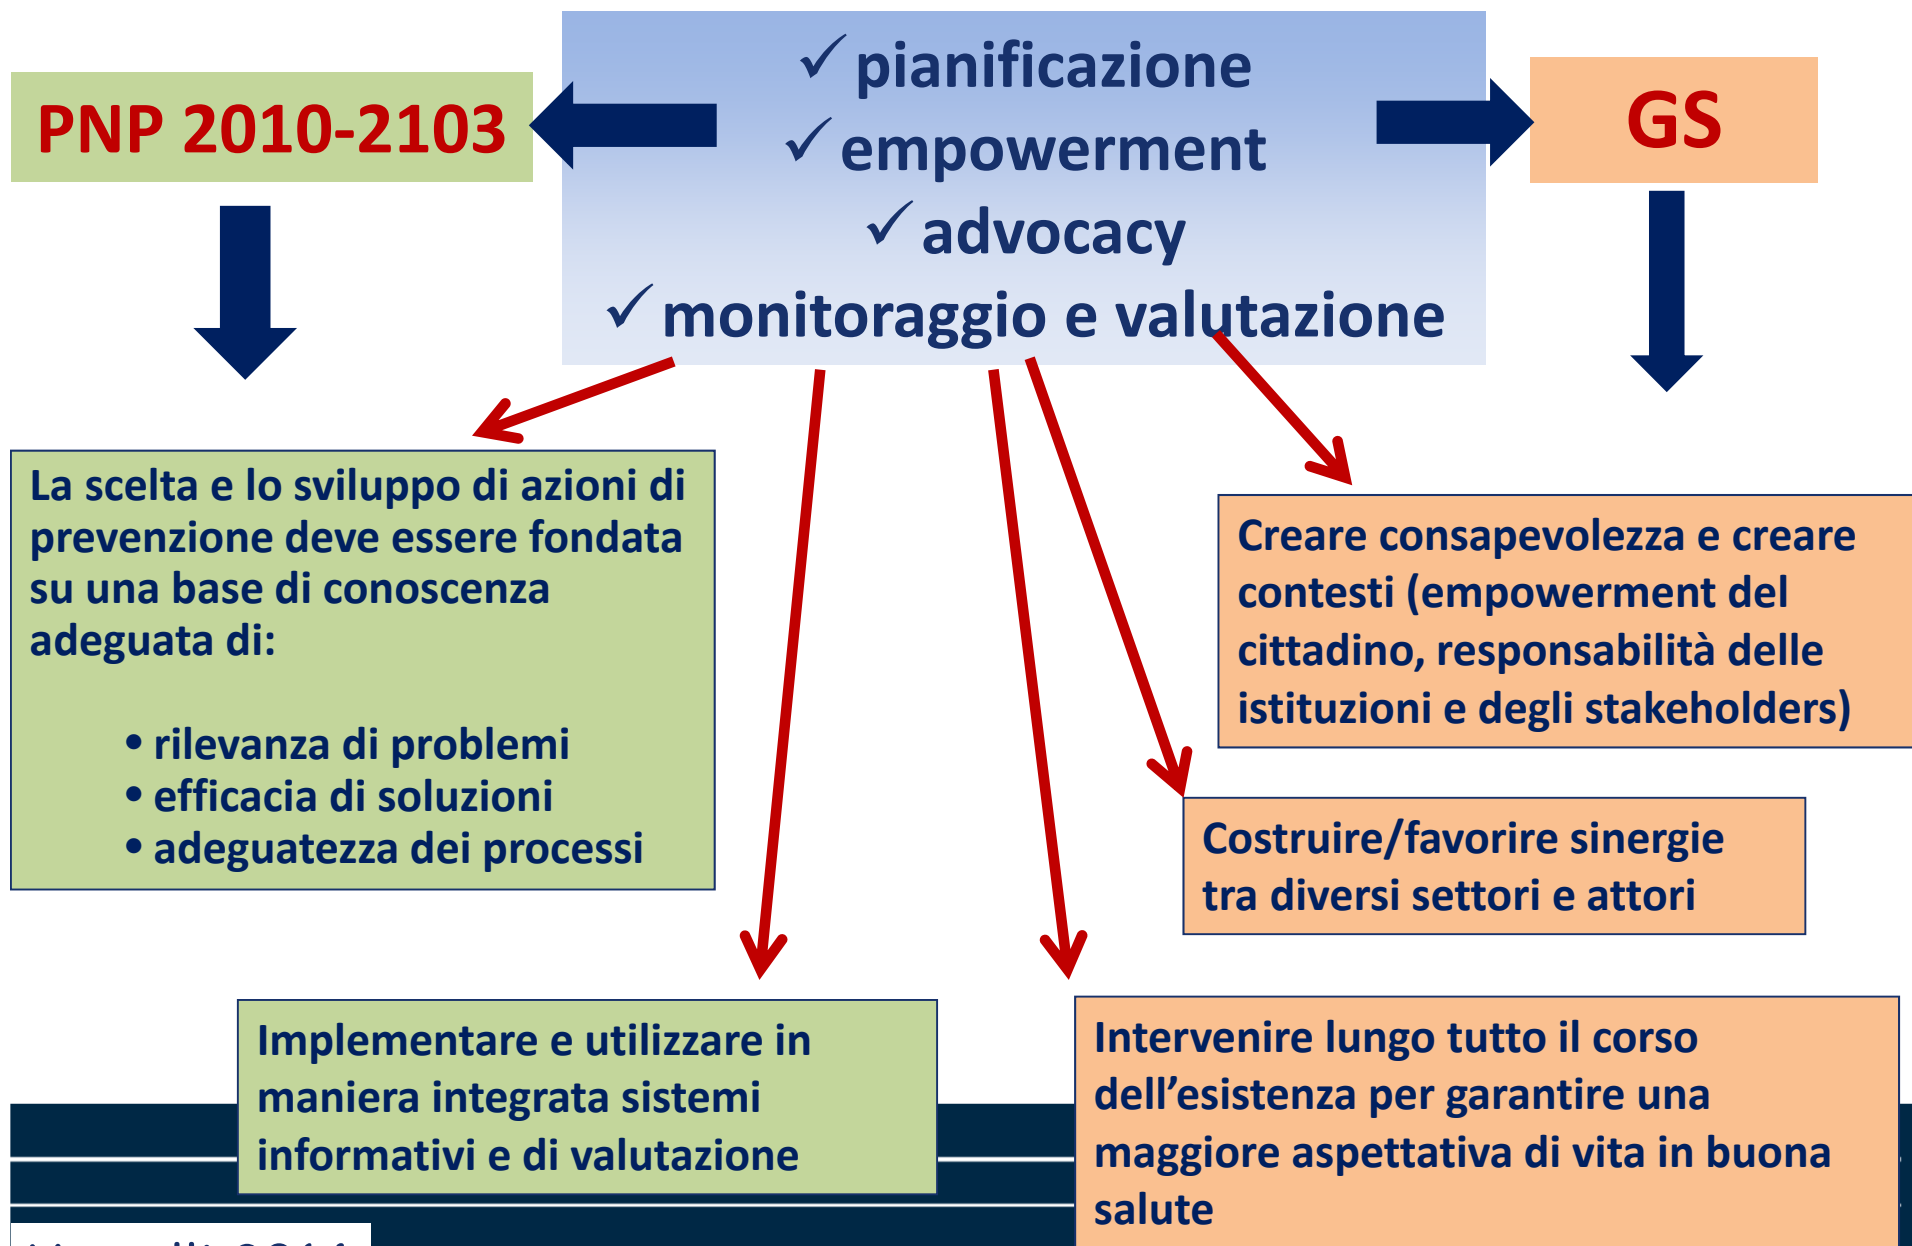 ✓ pianificazione
✓ empowerment
✓ advocacy
✓ monitoraggio e valutazione
PNP 2010-2103
GS
La scelta e lo sviluppo di azioni di
prevenzione deve essere fondata
su una base di conoscenza
adeguata di:
• rilevanza di problemi
• efficacia di soluzioni
• adeguatezza dei processi
Creare consapevolezza e creare
contesti (empowerment del
cittadino, responsabilità delle
istituzioni e degli stakeholders)
Costruire/favorire sinergie
tra diversi settori e attori
Implementare e utilizzare in
maniera integrata sistemi
informativi e di valutazione
Intervenire lungo tutto il corso
dell'esistenza per garantire una
maggiore aspettativa di vita in buona
salute